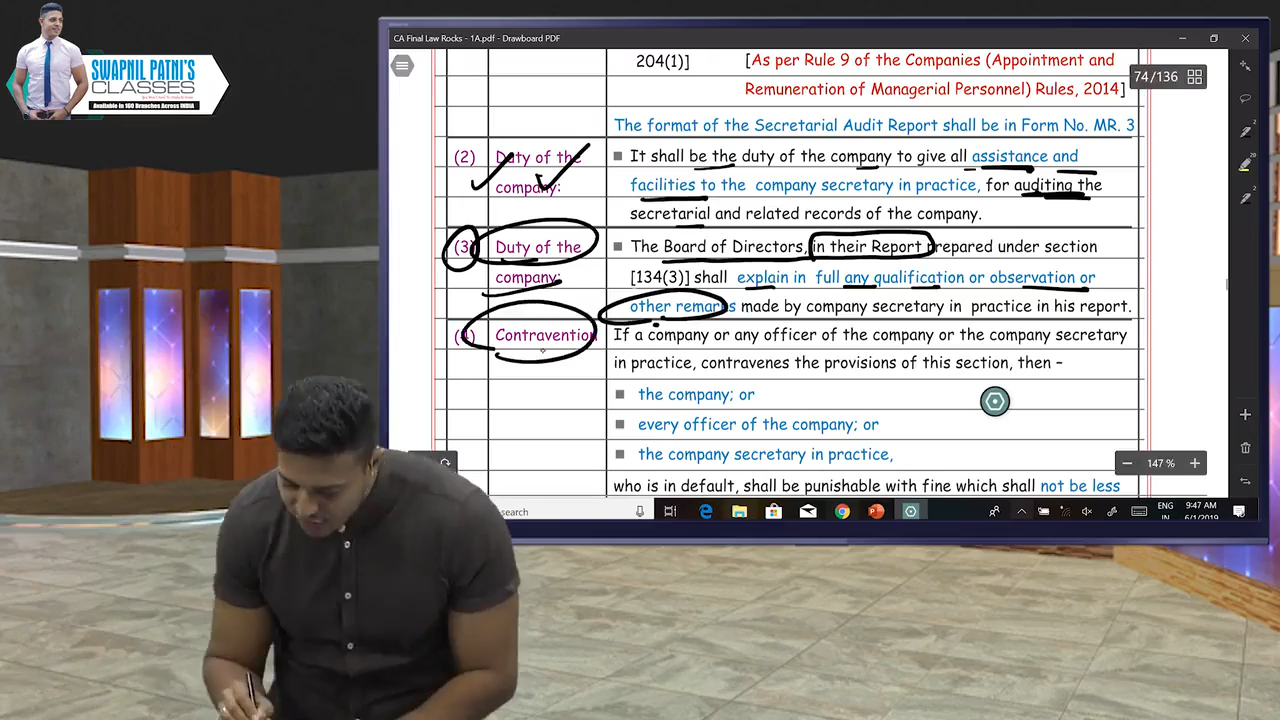 SWAPNIL PATNI'S
CLASSES
Available in 160 Branches Across INDIA
CA Final Law Rocks - 1A.pdf - Drawboard PDF
74/136
204(1)] [As per Rule 9 of the Companies (Appointment and
Remuneration of Managerial Personnel) Rules, 2014]
The format of the Secretarial Audit Report shall be in Form No. MR. 3
(2) Duty of the company:
■ It shall be the duty of the company to give all assistance and
facilities to the company secretary in practice, for auditing the
secretarial and related records of the company.
(3) Duty of the company:
■ The Board of Directors, in their Report prepared under section
[134(3)] shall explain in full any qualification or observation or
other remarks made by company secretary in practice in his report.
(4) Contravention
If a company or any officer of the company or the company secretary
in practice, contravenes the provisions of this section, then –
■ the company; or
■ every officer of the company; or
■ the company secretary in practice,
who is in default, shall be punishable with fine which shall not be less
147 %
search
ENG
IN
9:47 AM
6/1/2019